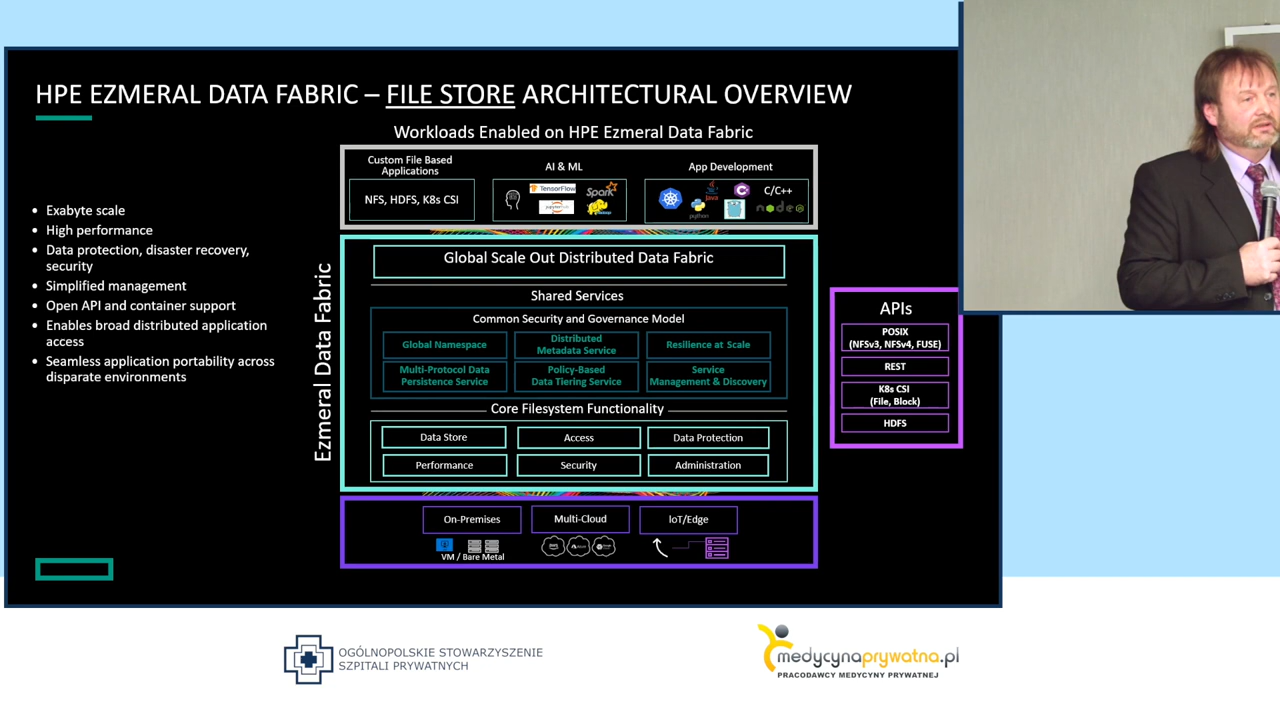 HPE EZMERAL DATA FABRIC – FILE STORE ARCHITECTURAL OVERVIEW
Workloads Enabled on HPE Ezmeral Data Fabric
Custom File Based
Applications
NFS, HDFS, K8s CSI
AI & ML
TensorFlow
Spark
App Development
Java
C/C++
python
node
Exabyte scale
High performance
Data protection, disaster recovery,
security
Simplified management
Open API and container support
Enables broad distributed application
access
Seamless application portability across
disparate environments
Ezmeral Data Fabric
Global Scale Out Distributed Data Fabric
Shared Services
Common Security and Governance Model
Global Namespace
Distributed
Metadata Service
Resilience at Scale
Multi-Protocol Data
Persistence Service
Policy-Based
Data Tiering Service
Service
Management & Discovery
Core Filesystem Functionality
Data Store
Access
Data Protection
Performance
Security
Administration
APIs
POSIX
(NFSv3, NFSv4, FUSE)
REST
K8s CSI
(File, Block)
HDFS
On-Premises
Multi-Cloud
IoT/Edge
VM / Bare Metal
OGÓLNOPOLSKIE STOWARZYSZENIE
SZPITALI PRYWATNYCH
medycynaprywatna.pl
PRACODAWCY MEDYCYNY PRYWATNEJ